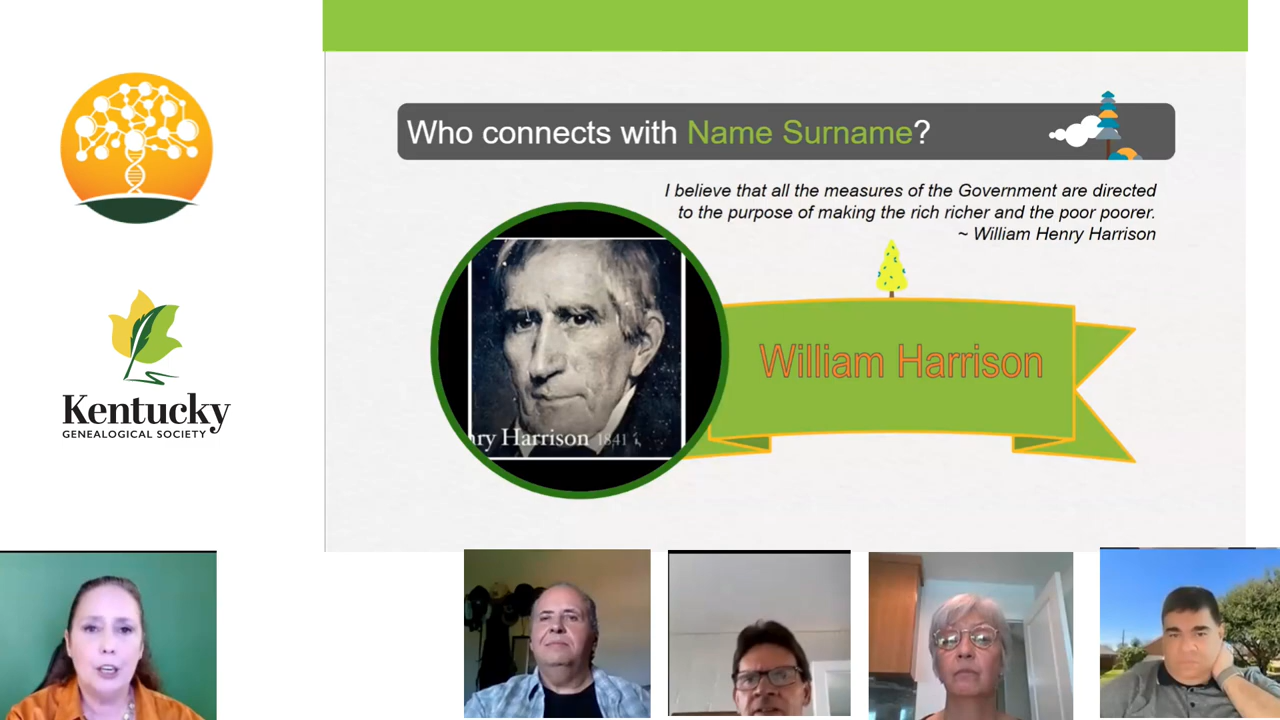 Who connects with Name Surname?
I believe that all the measures of the Government are directed
to the purpose of making the rich richer and the poor poorer.
~ William Henry Harrison
William Harrison
ry Harrison 1841
Kentucky
GENEALOGICAL SOCIETY